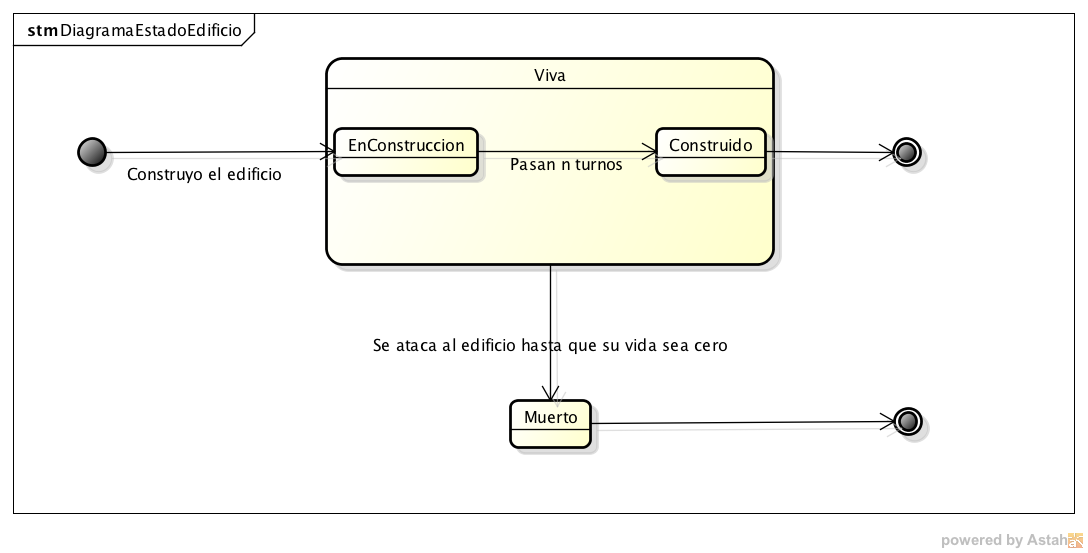 stm DiagramaEstadoEdificio
Viva
EnConstruccion
Construido
Pasan n turnos
Construyo el edificio
Se ataca al edificio hasta que su vida sea cero
Muerto
powered by Astah